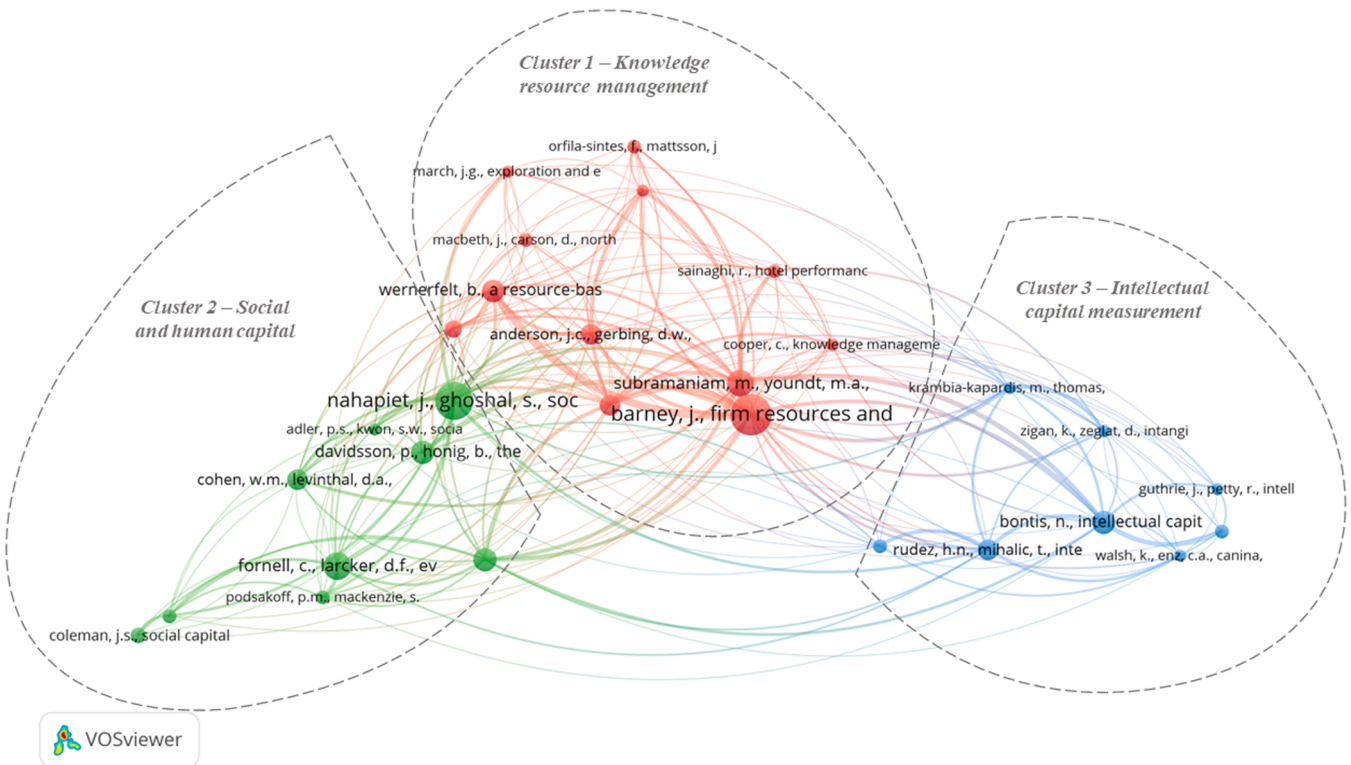 Cluster 1 – Knowledge
resource management
orfila-sintes, f., mattsson, j
march, j.g., exploration and e
macbeth, j., carson, d., north
sainaghi, r., hotel performanc
wernerfelt, b., a resource-bas
anderson, j.c., gerbing, d.w.,
cooper, c., knowledge manageme
subramaniam, m., youndt, m.a.,
barney, j., firm resources and
Cluster 2 – Social
and human capital
nahapiet, j., ghoshal, s., soc
adler, p.s., kwon, s.w., socia
davidsson, p., honig, b., the
cohen, w.m., levinthal, d.a.,
fornell, c., larcker, d.f., ev
podsakoff, p.m., mackenzie, s.
coleman, j.s., social capital
Cluster 3 – Intellectual
capital measurement
krambia-kapardis, m., thomas,
zigan, k., zeglat, d., intangi
guthrie, j., petty, r., intell
bontis, n., intellectual capit
rudez, h.n., mihalic, t., inte
walsh, k., enz, c.a., canina,
VOSviewer